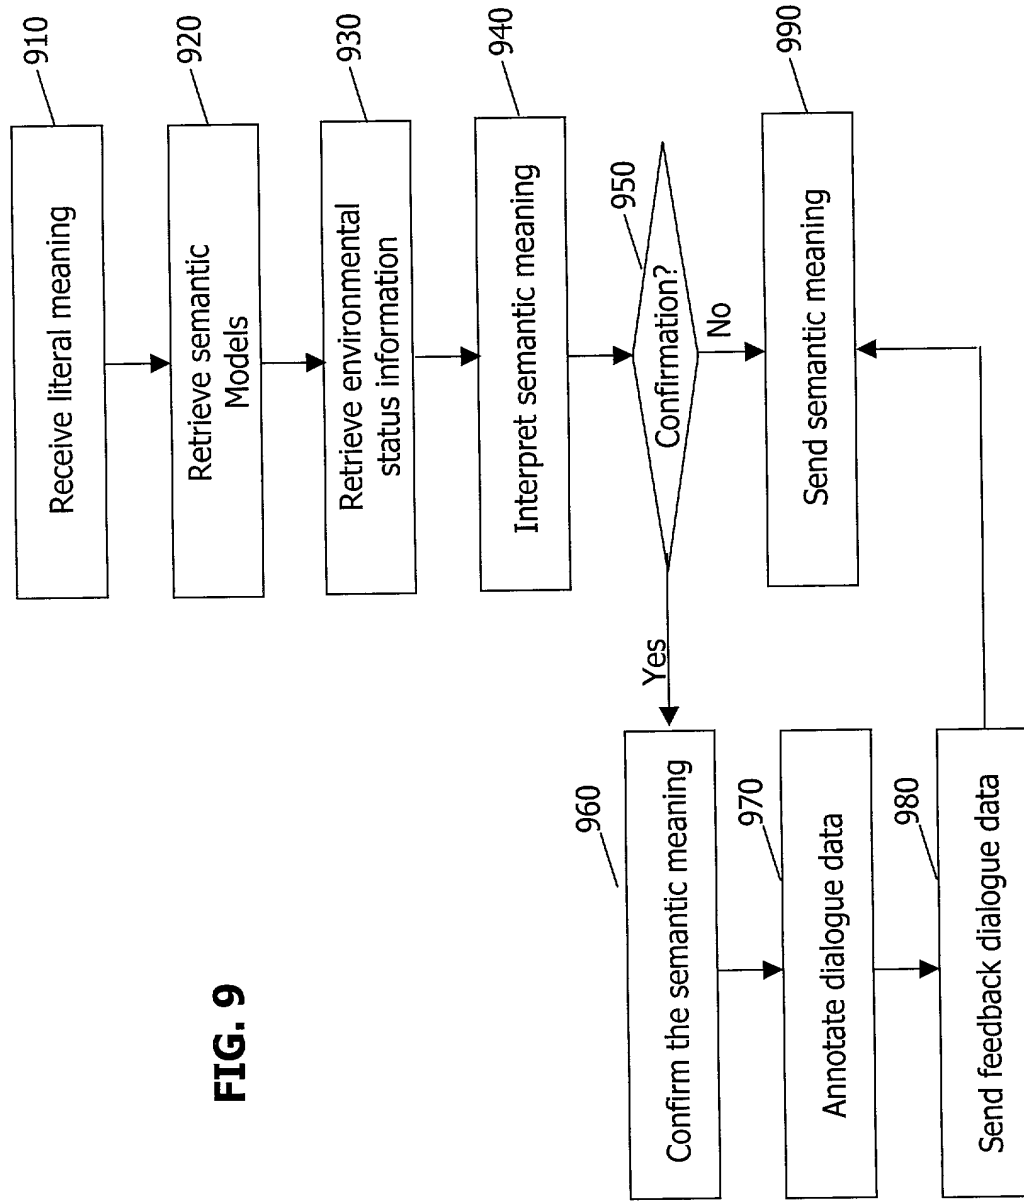 910
Receive literal meaning
920
Retrieve semantic
Models
930
Retrieve environmental
status information
940
Interpret semantic meaning
950
Confirmation?
Yes
No
960
Confirm the semantic meaning
970
Annotate dialogue data
980
Send feedback dialogue data
990
Send semantic meaning
FIG. 9